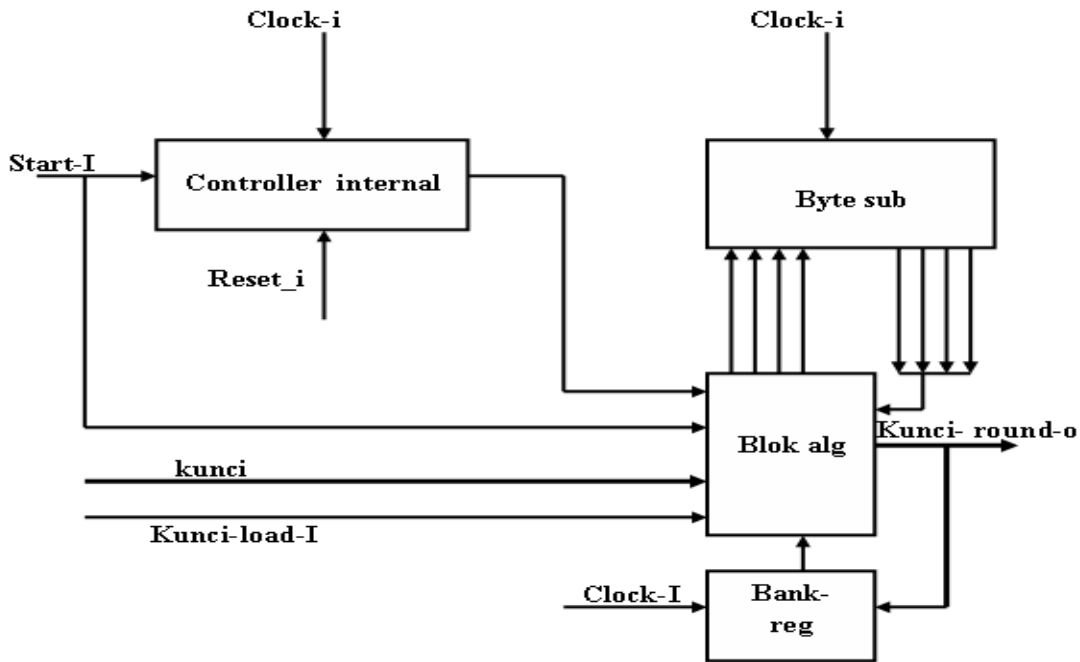 Clock-i
Clock-i
Start-I
Controller internal
Byte sub
Reset_i
Kunci- round-o
Blok alg
kunci
Kunci-load-I
Clock-I
Bank-
reg